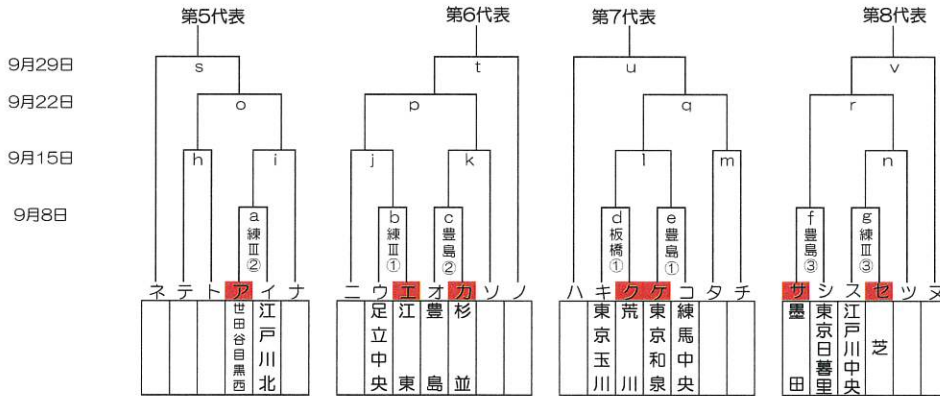 第5代表 第6代表 第7代表 第8代表
9月29日 s t u v
9月22日 o p q r
9月15日 h i j k l m n
9月8日 a b c d e f g
練Ⅲ② 練Ⅲ① 豊島② 板橋① 豊島① 豊島③ 練Ⅲ③
ネ テ ト ア イ ナ ニ ウ エ オ カ ソ ノ ハ キ ク ケ コ タ チ サ シ ス セ ツ ヌ
世田谷目黒西 江戸川北 足立中央 江東 豊島 杉並 東京玉川 荒川 東京和泉 練馬中央 墨田 東京日暮里 江戸川中央 芝